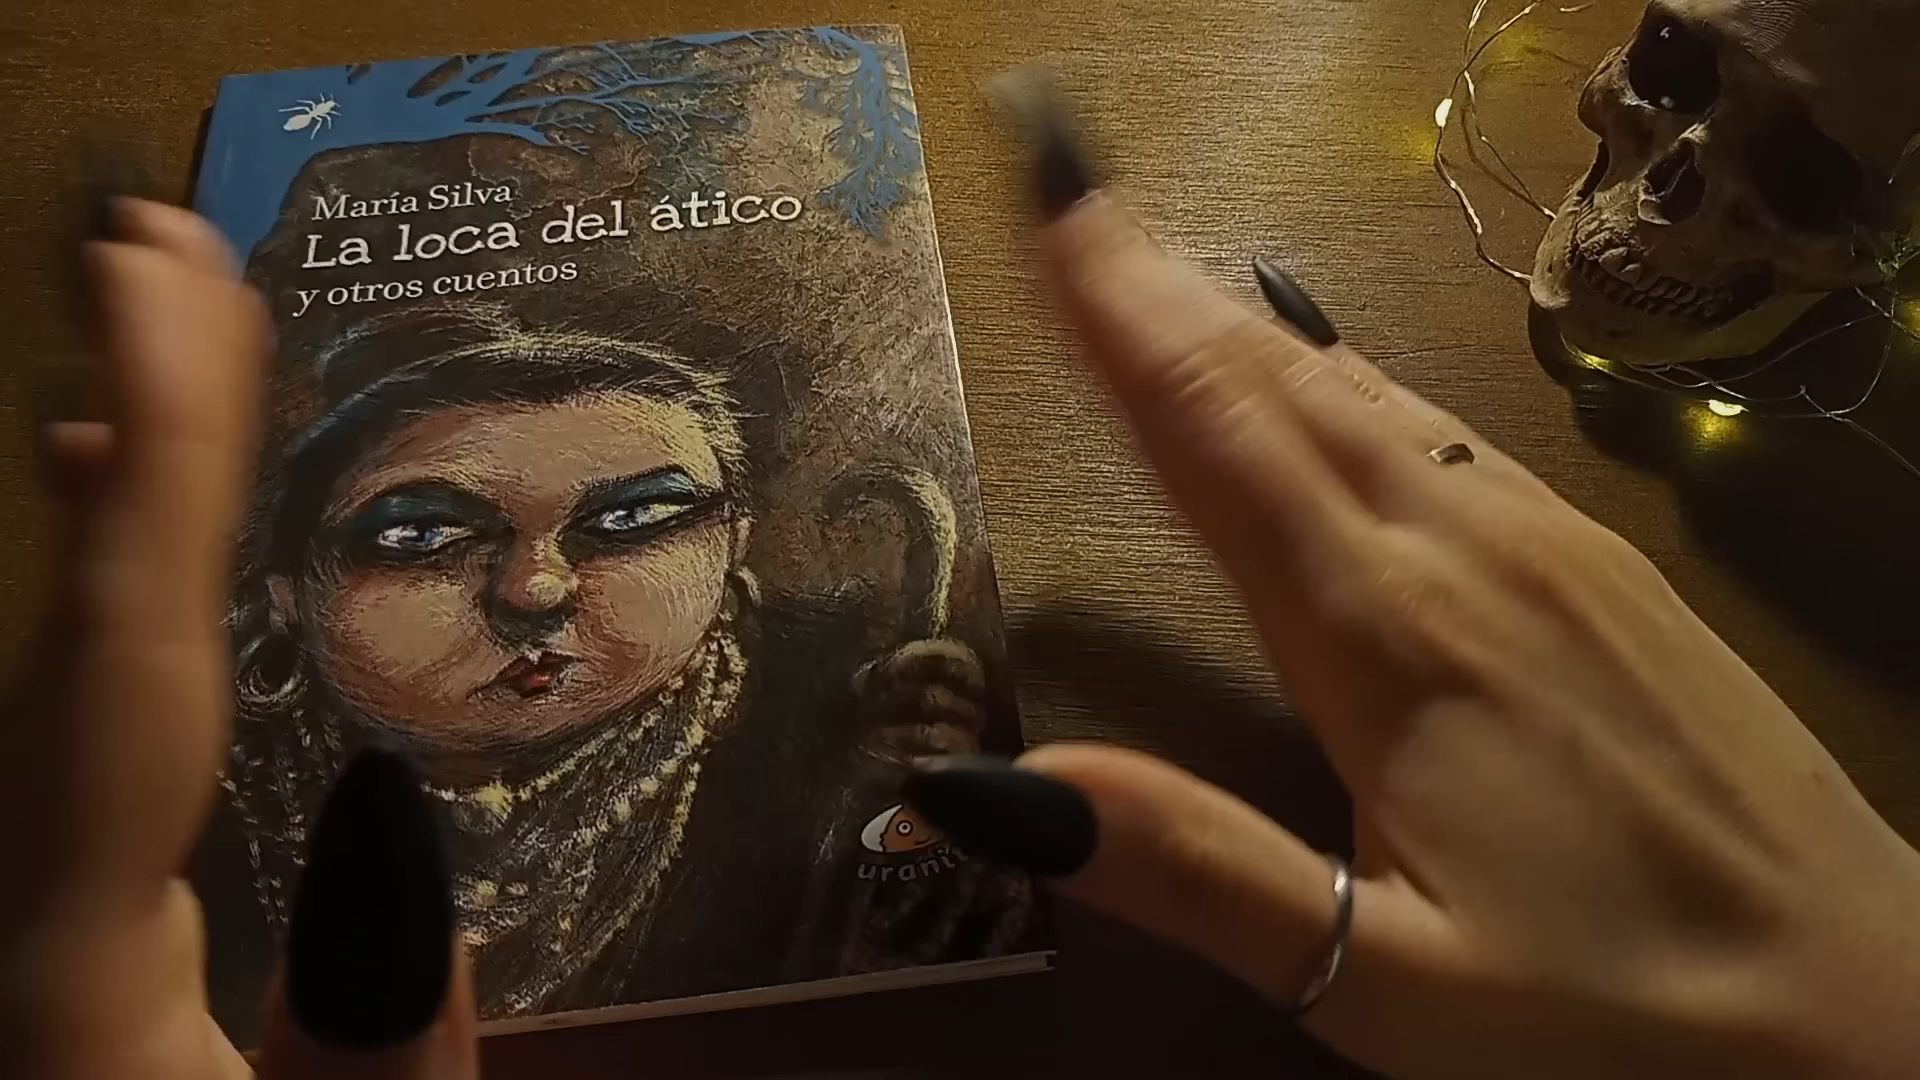 María Silva
La loca del ático
y otros cuentos